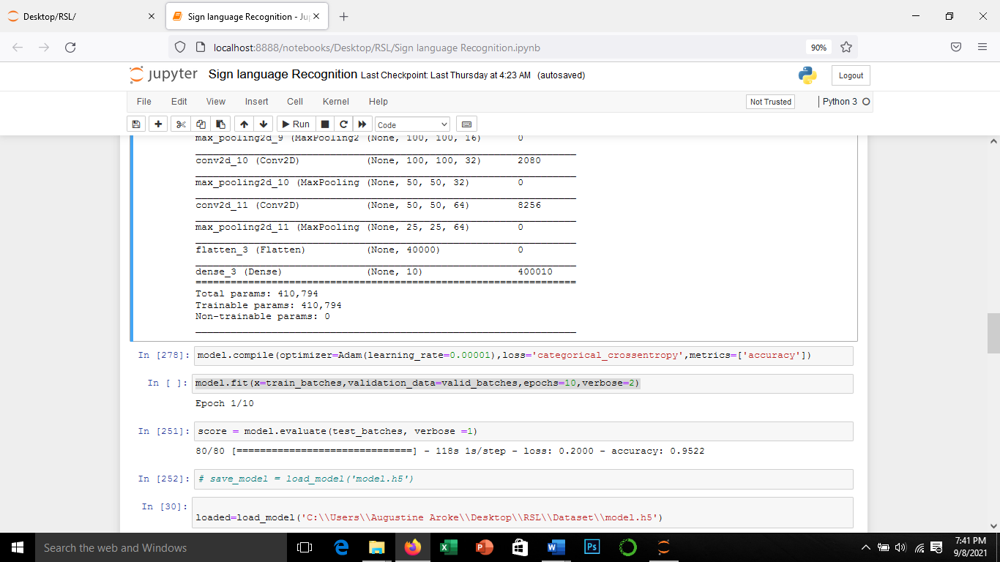 Desktop/RSL/
Sign language Recognition - Jup
localhost:8888/notebooks/Desktop/RSL/Sign language Recognition.ipynb
90%
jupyter Sign language Recognition Last Checkpoint: Last Thursday at 4:23 AM (autosaved)
Logout
File Edit View Insert Cell Kernel Help
Not Trusted
Python 3
Run
Code
max_pooling2d_9 (MaxPooling2 (None, 100, 100, 16) 0
conv2d_10 (Conv2D) (None, 100, 100, 32) 2080
max_pooling2d_10 (MaxPooling (None, 50, 50, 32) 0
conv2d_11 (Conv2D) (None, 50, 50, 64) 8256
max_pooling2d_11 (MaxPooling (None, 25, 25, 64) 0
flatten_3 (Flatten) (None, 40000) 0
dense_3 (Dense) (None, 10) 400010
=================================================================
Total params: 410,794
Trainable params: 410,794
Non-trainable params: 0
In [278]: model.compile(optimizer=Adam(learning_rate=0.00001),loss='categorical_crossentropy',metrics=['accuracy'])
In [ ]: model.fit(x=train_batches,validation_data=valid_batches,epochs=10,verbose=2)
Epoch 1/10
In [251]: score = model.evaluate(test_batches, verbose =1)
80/80 [==============================] - 118s 1s/step - loss: 0.2000 - accuracy: 0.9522
In [252]: # save_model = load_model('model.h5')
In [30]:
loaded=load_model('C:\\Users\\Augustine Aroke\\Desktop\\RSL\\Dataset\\model.h5')
Search the web and Windows
7:41 PM
9/8/2021